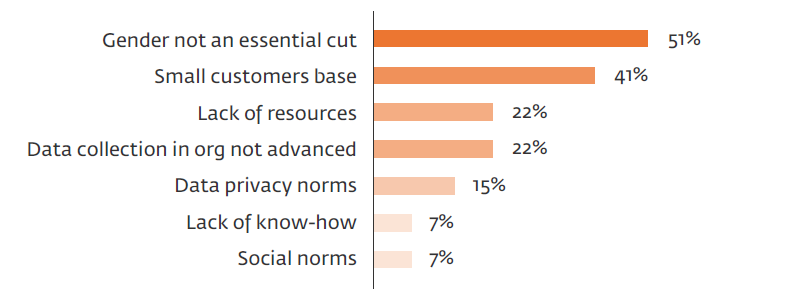 Gender not an essential cut 51%
Small customers base 41%
Lack of resources 22%
Data collection in org not advanced 22%
Data privacy norms 15%
Lack of know-how 7%
Social norms 7%